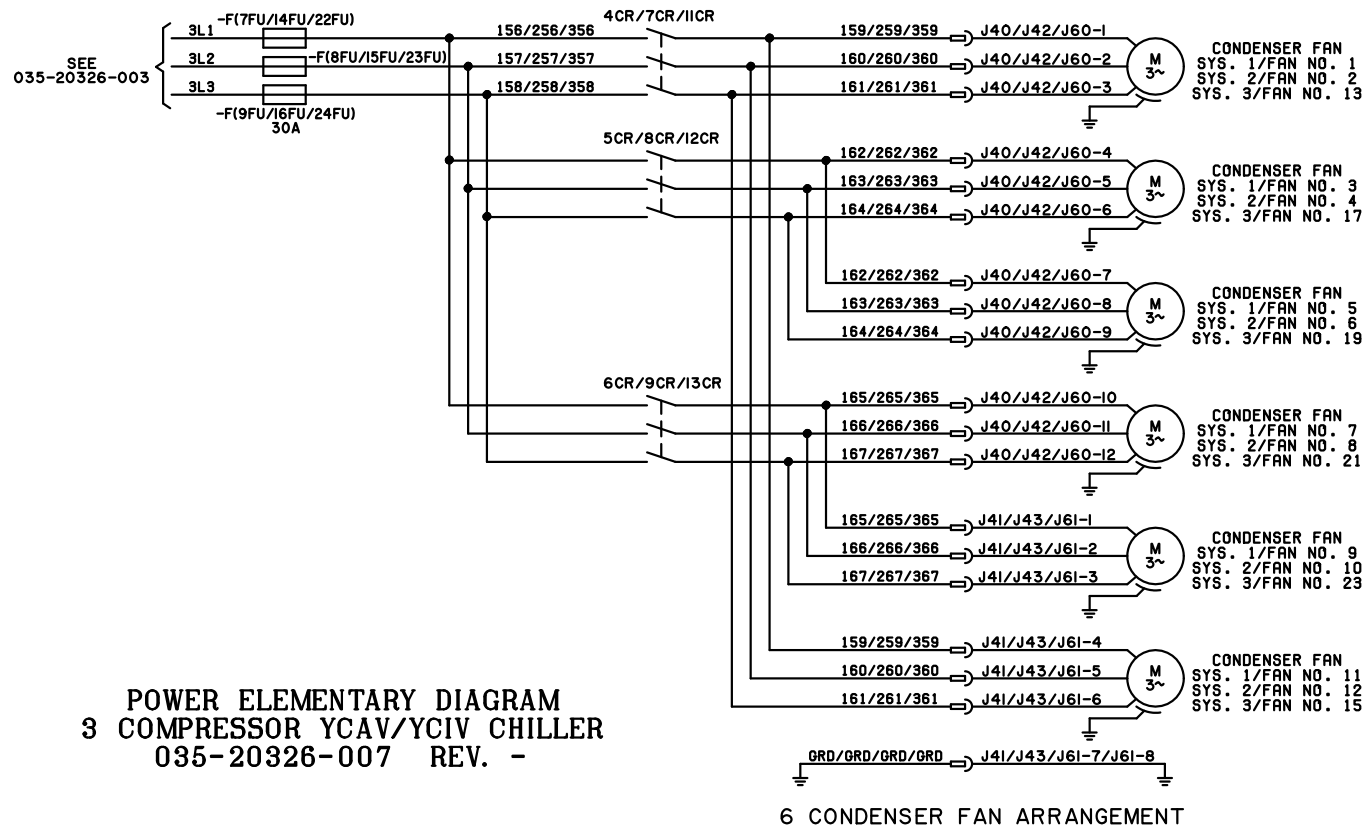 -F(7FU/14FU/22FU)
3L1
156/256/356
4CR/7CR/11CR
159/259/359
J40/J42/J60-1
3L2
-F(8FU/15FU/23FU)
157/257/357
160/260/360
J40/J42/J60-2
3L3
158/258/358
161/261/361
J40/J42/J60-3
SEE
035-20326-003
-F(9FU/16FU/24FU)
30A
M
3~
CONDENSER FAN
SYS. 1/FAN NO. 1
SYS. 2/FAN NO. 2
SYS. 3/FAN NO. 13
5CR/8CR/12CR
162/262/362
J40/J42/J60-4
163/263/363
J40/J42/J60-5
164/264/364
J40/J42/J60-6
M
3~
CONDENSER FAN
SYS. 1/FAN NO. 3
SYS. 2/FAN NO. 4
SYS. 3/FAN NO. 17
162/262/362
J40/J42/J60-7
163/263/363
J40/J42/J60-8
164/264/364
J40/J42/J60-9
M
3~
CONDENSER FAN
SYS. 1/FAN NO. 5
SYS. 2/FAN NO. 6
SYS. 3/FAN NO. 19
6CR/9CR/13CR
165/265/365
J40/J42/J60-10
166/266/366
J40/J42/J60-11
167/267/367
J40/J42/J60-12
M
3~
CONDENSER FAN
SYS. 1/FAN NO. 7
SYS. 2/FAN NO. 8
SYS. 3/FAN NO. 21
165/265/365
J41/J43/J61-1
166/266/366
J41/J43/J61-2
167/267/367
J41/J43/J61-3
M
3~
CONDENSER FAN
SYS. 1/FAN NO. 9
SYS. 2/FAN NO. 10
SYS. 3/FAN NO. 23
159/259/359
J41/J43/J61-4
160/260/360
J41/J43/J61-5
161/261/361
J41/J43/J61-6
M
3~
CONDENSER FAN
SYS. 1/FAN NO. 11
SYS. 2/FAN NO. 12
SYS. 3/FAN NO. 15
POWER ELEMENTARY DIAGRAM
3 COMPRESSOR YCAV/YCIV CHILLER
035-20326-007 REV. -
GRD/GRD/GRD/GRD
J41/J43/J61-7/J61-8
6 CONDENSER FAN ARRANGEMENT